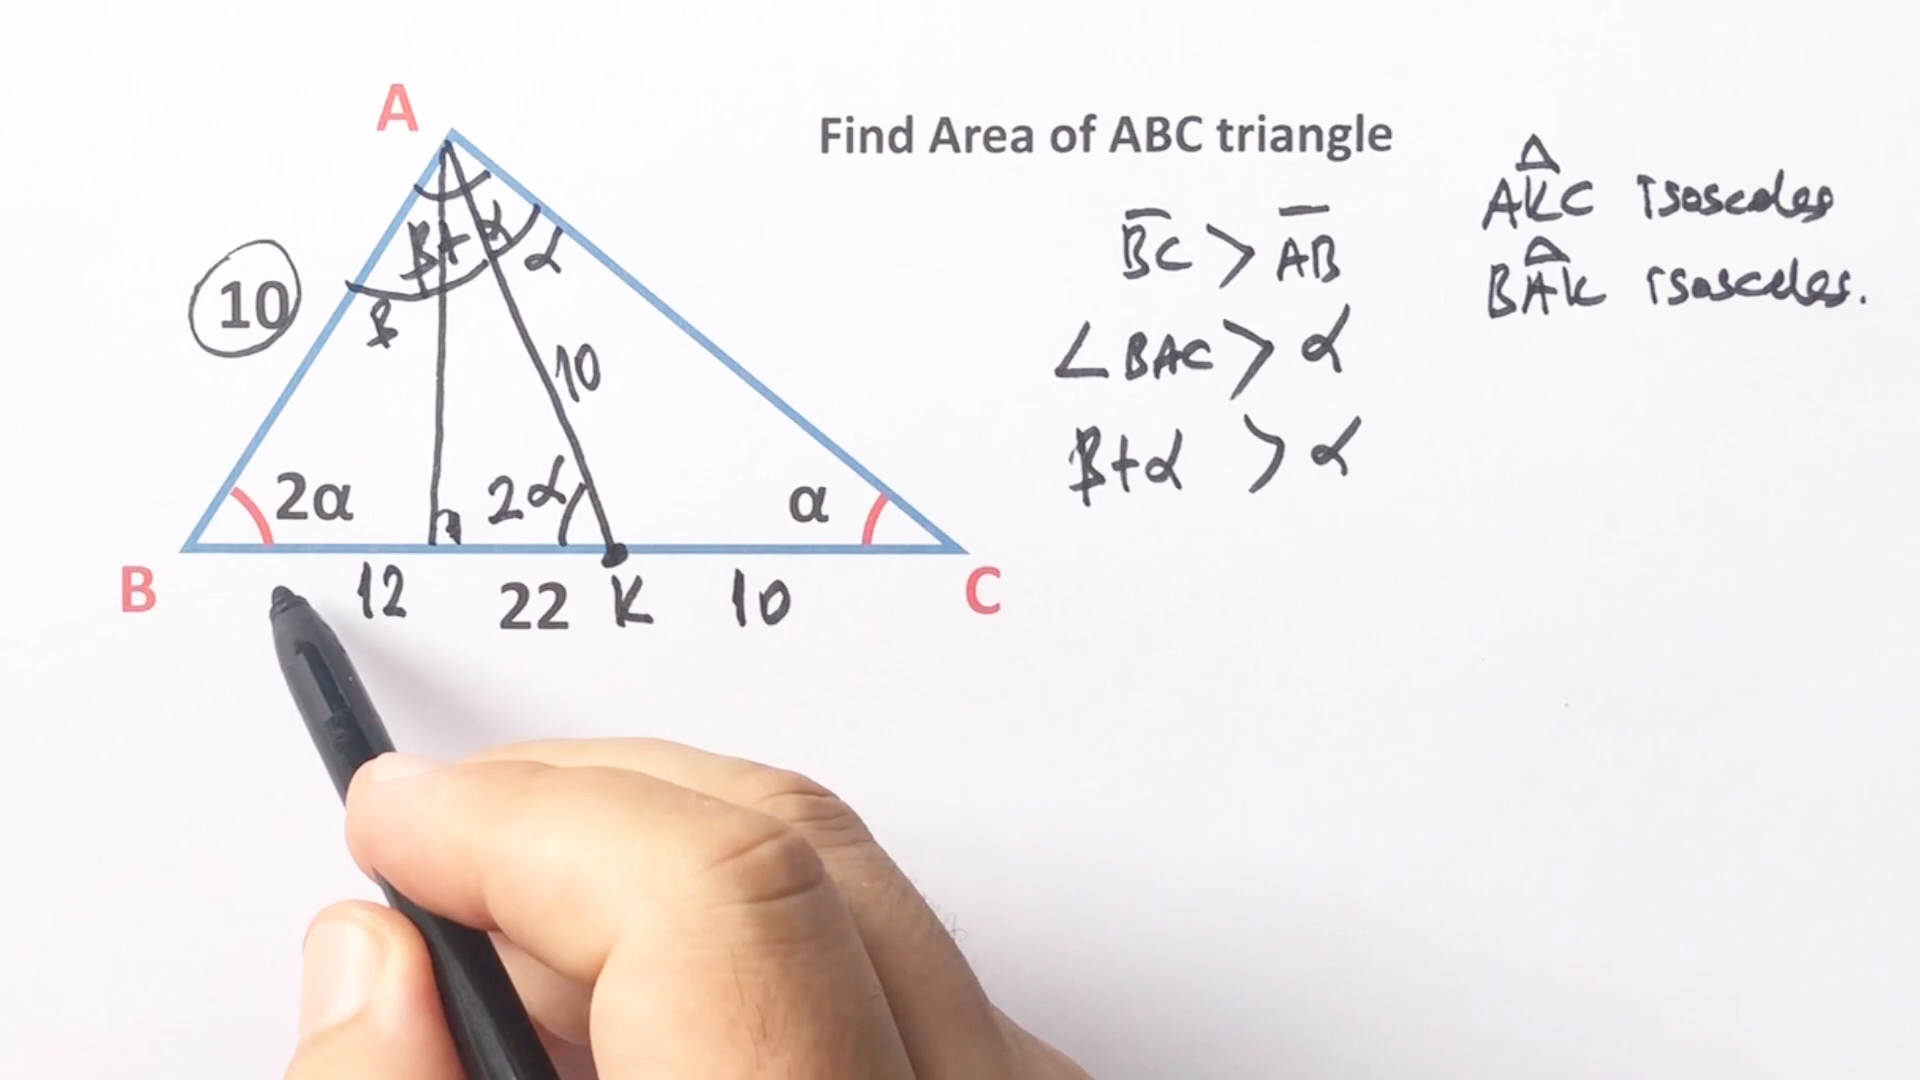 A
Find Area of ABC triangle
AKC isosceles
BC > AB
BAK isosceles.
10
β+α
α
β
10
∠BAC > α
β+α > α
2α
2α
α
B
12
22
K
10
C